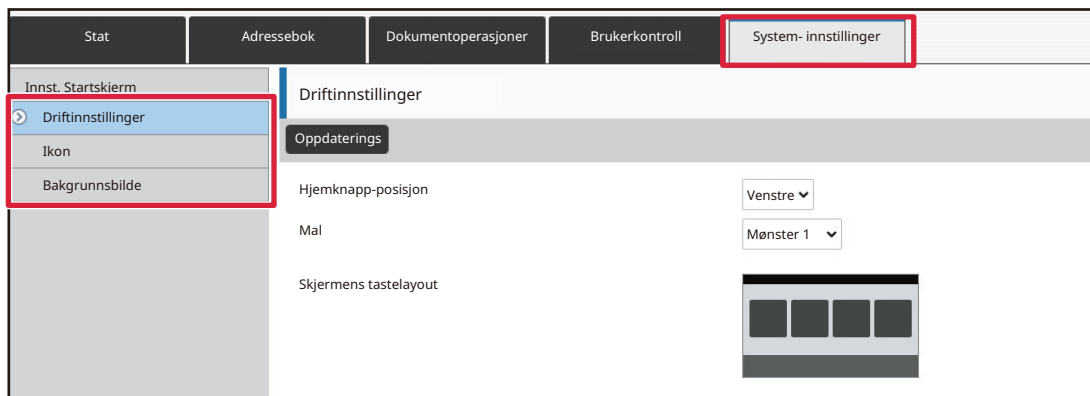 Stat
Adressebok
Dokumentoperasjoner
Brukerkontroll
System- innstillinger
Innst. Startskjerm
Driftinnstillinger
Ikon
Bakgrunnsbilde
Driftinnstillinger
Oppdaterings
Hjemknapp-posisjon
Venstre
Mal
Mønster 1
Skjermens tastelayout